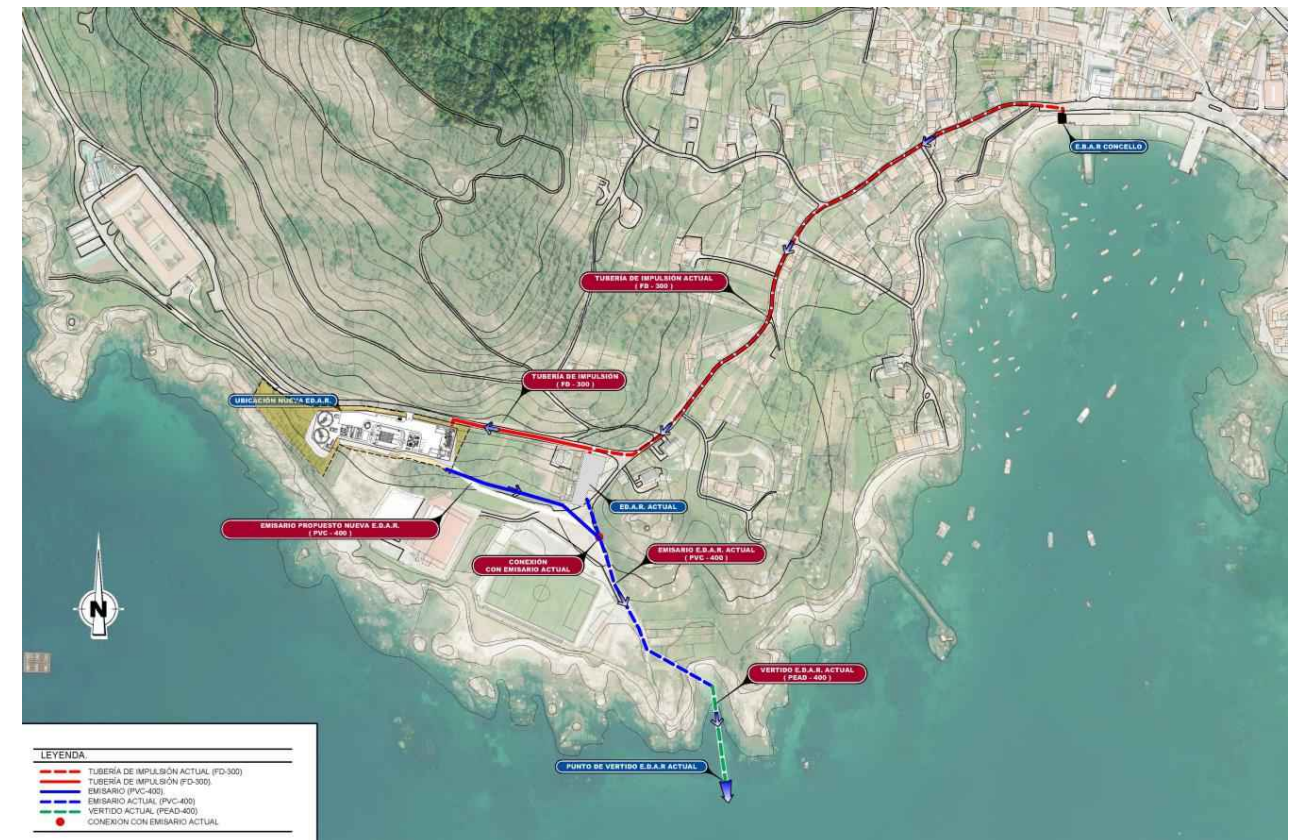 E.B.A.R CONCELLO
TUBERÍA DE IMPULSIÓN ACTUAL
( FD - 300 )
TUBERÍA DE IMPULSIÓN
( FD - 300 )
UBICACIÓN NUEVA E.D.A.R.
E.D.A.R. ACTUAL
EMISARIO PROPUESTO NUEVA E.D.A.R.
( PVC - 400 )
EMISARIO E.D.A.R. ACTUAL
( PVC - 400 )
CONEXIÓN
CON EMISARIO ACTUAL
N
VERTIDO E.D.A.R. ACTUAL
( PEAD - 400 )
PUNTO DE VERTIDO E.D.A.R ACTUAL
LEYENDA.
TUBERÍA DE IMPULSIÓN ACTUAL (FD-300)
TUBERÍA DE IMPULSIÓN (FD-300).
EMISARIO (PVC-400).
EMISARIO ACTUAL (PVC-400)
VERTIDO ACTUAL (PEAD-400)
CONEXION CON EMISARIO ACTUAL